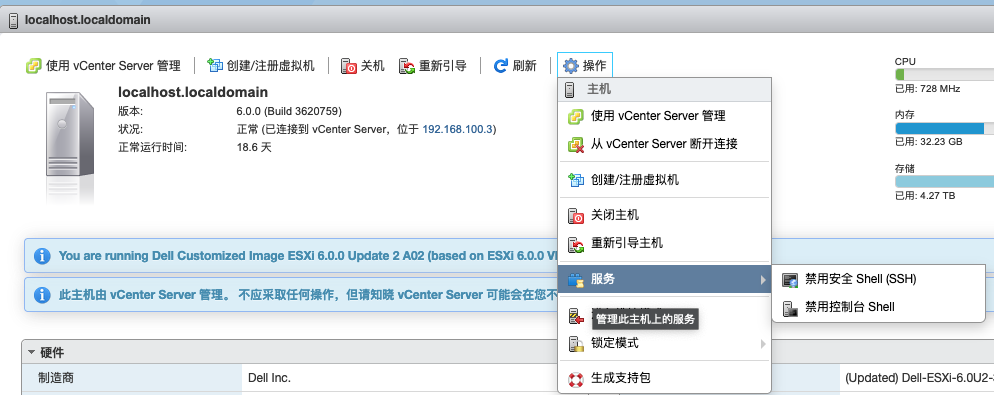 localhost.localdomain
使用 vCenter Server 管理 创建/注册虚拟机 关机 重新引导 刷新 操作
localhost.localdomain
版本: 6.0.0 (Build 3620759)
状况: 正常 (已连接到 vCenter Server，位于 192.168.100.3)
正常运行时间: 18.6 天
主机
使用 vCenter Server 管理
从 vCenter Server 断开连接
创建/注册虚拟机
关闭主机
重新引导主机
服务
管理此主机上的服务
锁定模式
生成支持包
禁用安全 Shell (SSH)
禁用控制台 Shell
CPU
已用: 728 MHz
内存
已用: 32.23 GB
存储
已用: 4.27 TB
You are running Dell Customized Image ESXi 6.0.0 Update 2 A02 (based on ESXi 6.0.0
此主机由 vCenter Server 管理。 不应采取任何操作，但请知晓 vCenter Server 可能会在您不
硬件
制造商 Dell Inc.
(Updated) Dell-ESXi-6.0U2-